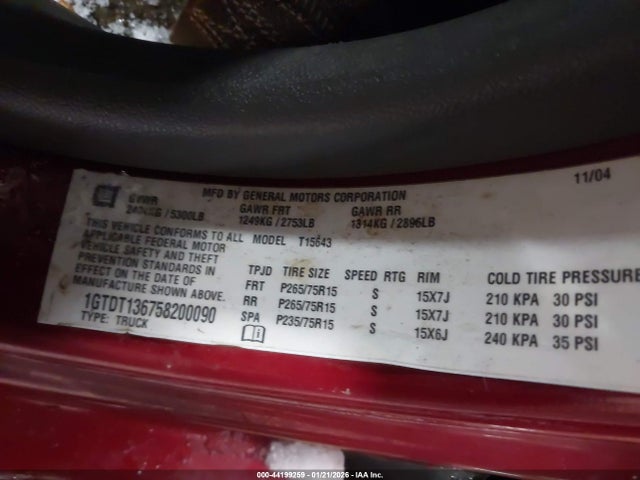 11/04
MFD BY GENERAL MOTORS CORPORATION
GM
GVWR GAWR FRT GAWR RR
2404KG / 5300LB 1249KG / 2753LB 1314KG / 2896LB
THIS VEHICLE CONFORMS TO ALL MODEL T15643
APPLICABLE FEDERAL MOTOR
VEHICLE SAFETY AND THEFT
PREVENTION STANDARDS IN
EFFECT ON THE DATE OF
MANUFACTURE SHOWN ABOVE.
1GTDT136758200090
TYPE: TRUCK
TPJD TIRE SIZE SPEED RTG RIM COLD TIRE PRESSURE
FRT P265/75R15 S 15X7J 210 KPA 30 PSI
RR P265/75R15 S 15X7J 210 KPA 30 PSI
SPA P235/75R15 S 15X6J 240 KPA 35 PSI
000-44199259 | 01/21/2026 | IAA Inc.